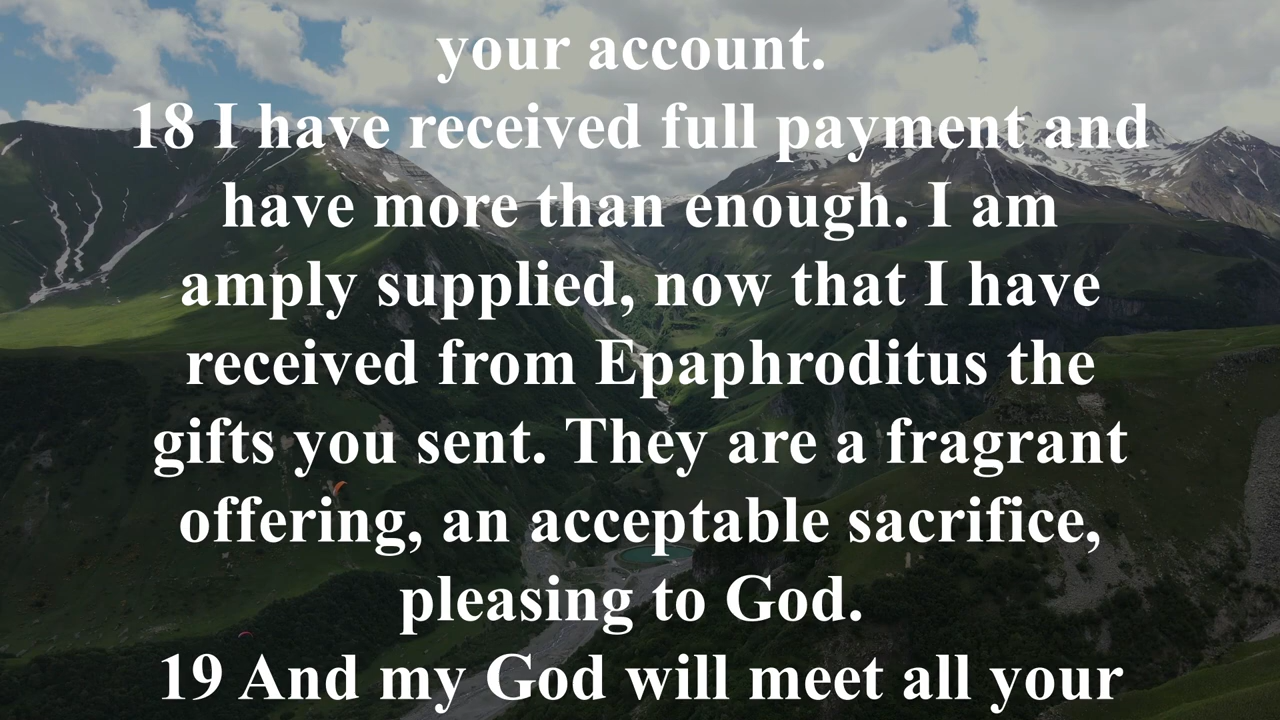 your account.
18 I have received full payment and
have more than enough. I am
amply supplied, now that I have
received from Epaphroditus the
gifts you sent. They are a fragrant
offering, an acceptable sacrifice,
pleasing to God.
19 And my God will meet all your